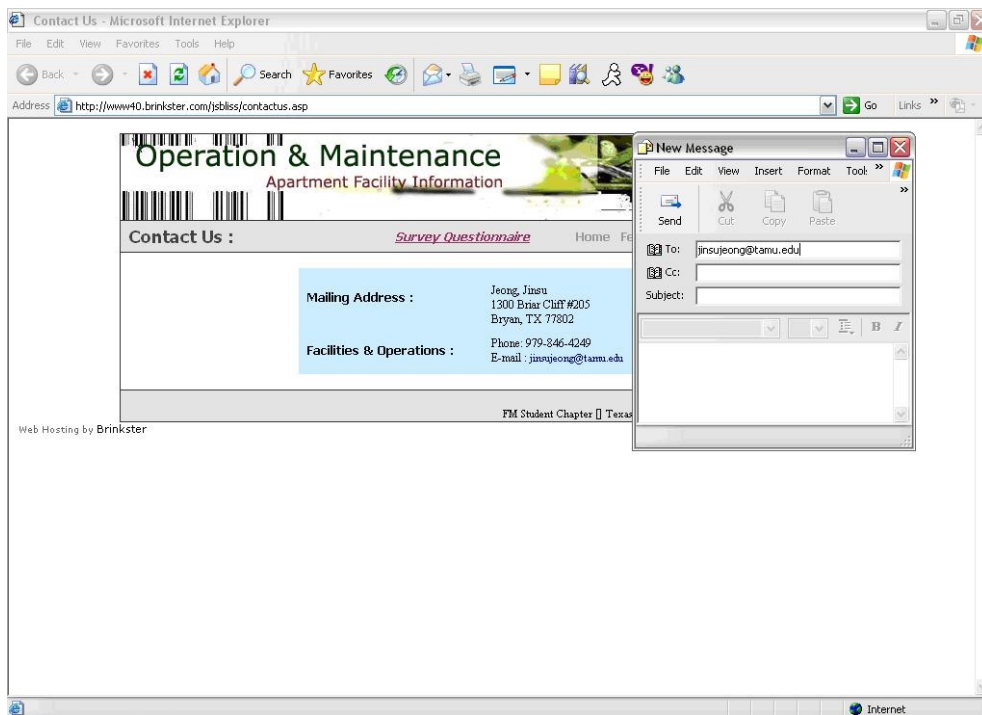 Contact Us - Microsoft Internet Explorer
File Edit View Favorites Tools Help
Back Search Favorites
Address http://www40.brinkster.com/jsbliss/contactus.asp Go Links »
Operation & Maintenance
Apartment Facility Information
Contact Us : Survey Questionnaire Home Fe
Mailing Address : Jeong, Jinsu
1300 Briar Cliff #205
Bryan, TX 77802
Facilities & Operations : Phone: 979-846-4249
E-mail : jinsujeong@tamu.edu
FM Student Chapter [] Texas
Web Hosting by Brinkster
New Message
File Edit View Insert Format Tools »
»
Send Cut Copy Paste
To: jinsujeong@tamu.edu
Cc:
Subject:
B I
Internet